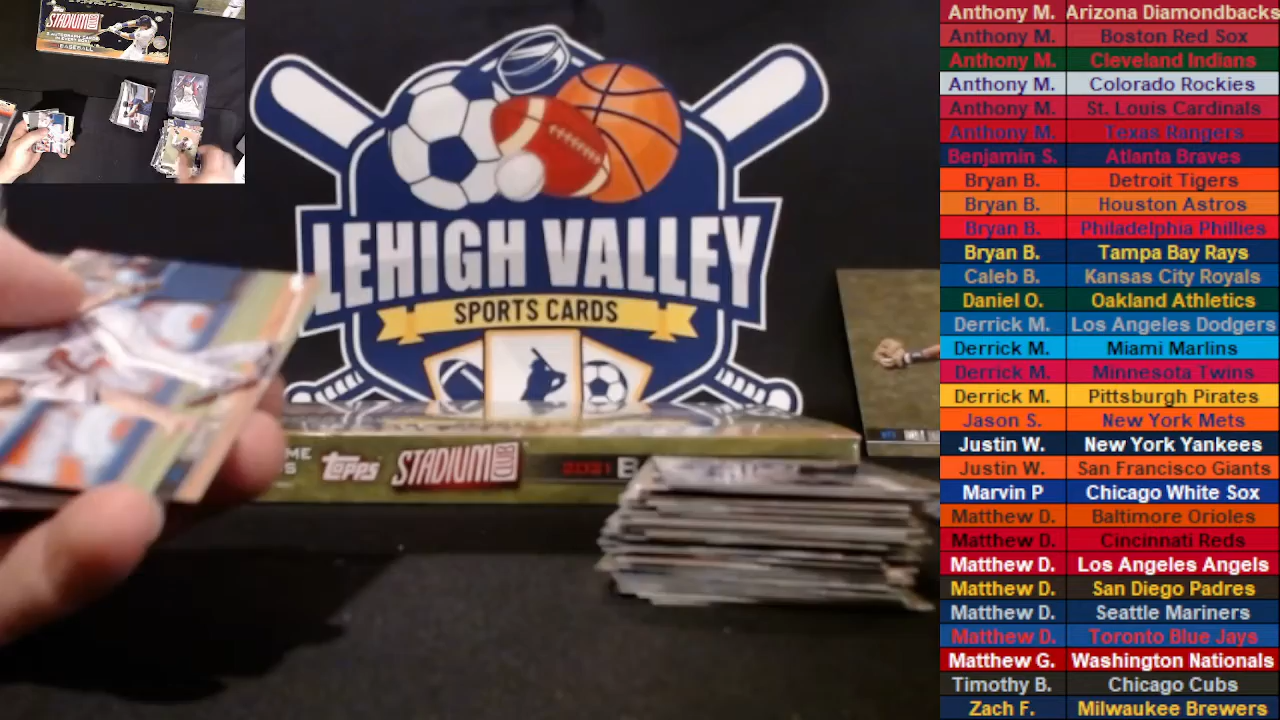 STADIUM CLUB
BASEBALL
LEHIGH VALLEY
SPORTS CARDS
Topps STADIUM CLUB 2021 B
Anthony M. Arizona Diamondbacks
Anthony M. Boston Red Sox
Anthony M. Cleveland Indians
Anthony M. Colorado Rockies
Anthony M. St. Louis Cardinals
Anthony M. Texas Rangers
Benjamin S. Atlanta Braves
Bryan B. Detroit Tigers
Bryan B. Houston Astros
Bryan B. Philadelphia Phillies
Bryan B. Tampa Bay Rays
Caleb B. Kansas City Royals
Daniel O. Oakland Athletics
Derrick M. Los Angeles Dodgers
Derrick M. Miami Marlins
Derrick M. Minnesota Twins
Derrick M. Pittsburgh Pirates
Jason S. New York Mets
Justin W. New York Yankees
Justin W. San Francisco Giants
Marvin P Chicago White Sox
Matthew D. Baltimore Orioles
Matthew D. Cincinnati Reds
Matthew D. Los Angeles Angels
Matthew D. San Diego Padres
Matthew D. Seattle Mariners
Matthew D. Toronto Blue Jays
Matthew G. Washington Nationals
Timothy B. Chicago Cubs
Zach F. Milwaukee Brewers